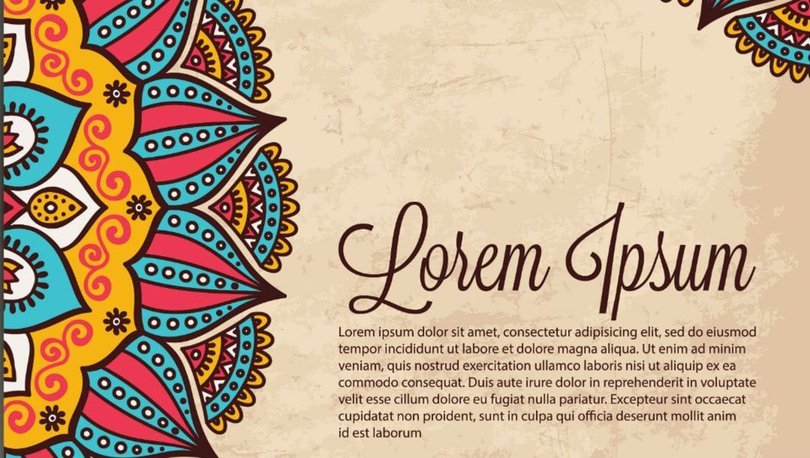 Lorem Ipsum
Lorem ipsum dolor sit amet, consectetur adipisicing elit, sed do eiusmod
tempor incididunt ut labore et dolore magna aliqua. Ut enim ad minim
veniam, quis nostrud exercitation ullamco laboris nisi ut aliquip ex ea
commodo consequat. Duis aute irure dolor in reprehenderit in voluptate
velit esse cillum dolore eu fugiat nulla pariatur. Excepteur sint occaecat
cupidatat non proident, sunt in culpa qui officia deserunt mollit anim
id est laborum